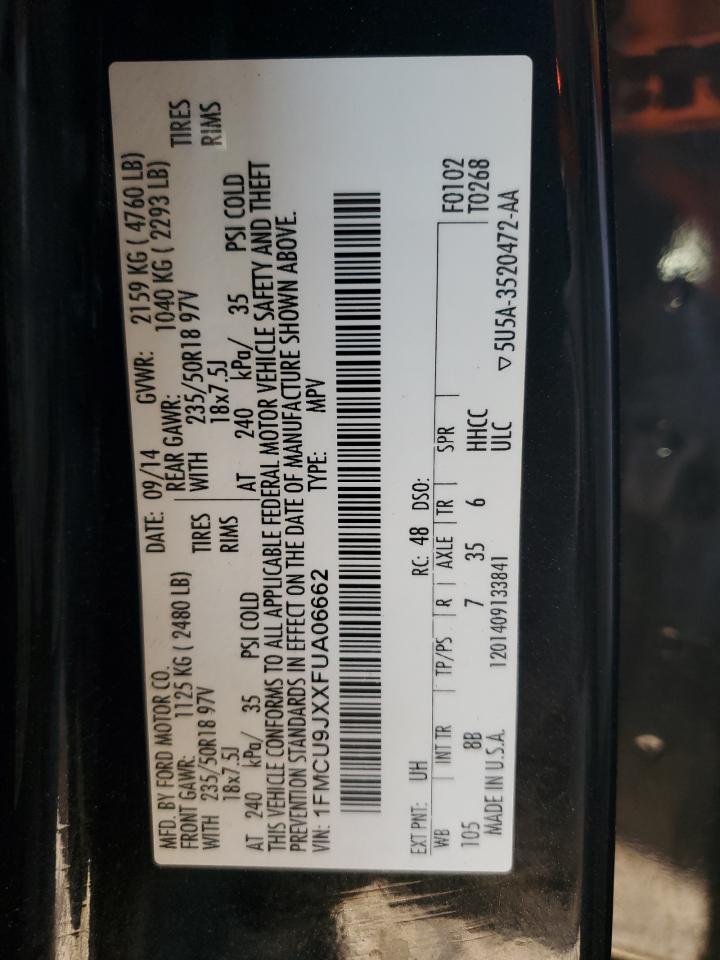 MFD. BY FORD MOTOR CO. DATE: 09/14 GVWR: 2159 KG ( 4760 LB)
FRONT GAWR: 1125 KG ( 2480 LB) REAR GAWR: 1040 KG ( 2293 LB)
WITH 235/50R18 97V TIRES WITH 235/50R18 97V TIRES
18x7.5J RIMS 18x7.5J RIMS
AT 240 kPa/ 35 PSI COLD AT 240 kPa/ 35 PSI COLD
THIS VEHICLE CONFORMS TO ALL APPLICABLE FEDERAL MOTOR VEHICLE SAFETY AND THEFT
PREVENTION STANDARDS IN EFFECT ON THE DATE OF MANUFACTURE SHOWN ABOVE.
VIN: 1FMCU9JXXFUA06662 TYPE: MPV
EXT PNT: UH RC: 48 DSO: F0102
WB INT TR TP/PS R AXLE TR SPR T0268
105 8B 7 35 6 HHCC
MADE IN U.S.A. 1201409133841 ULC ▽5U5A-3520472-AA